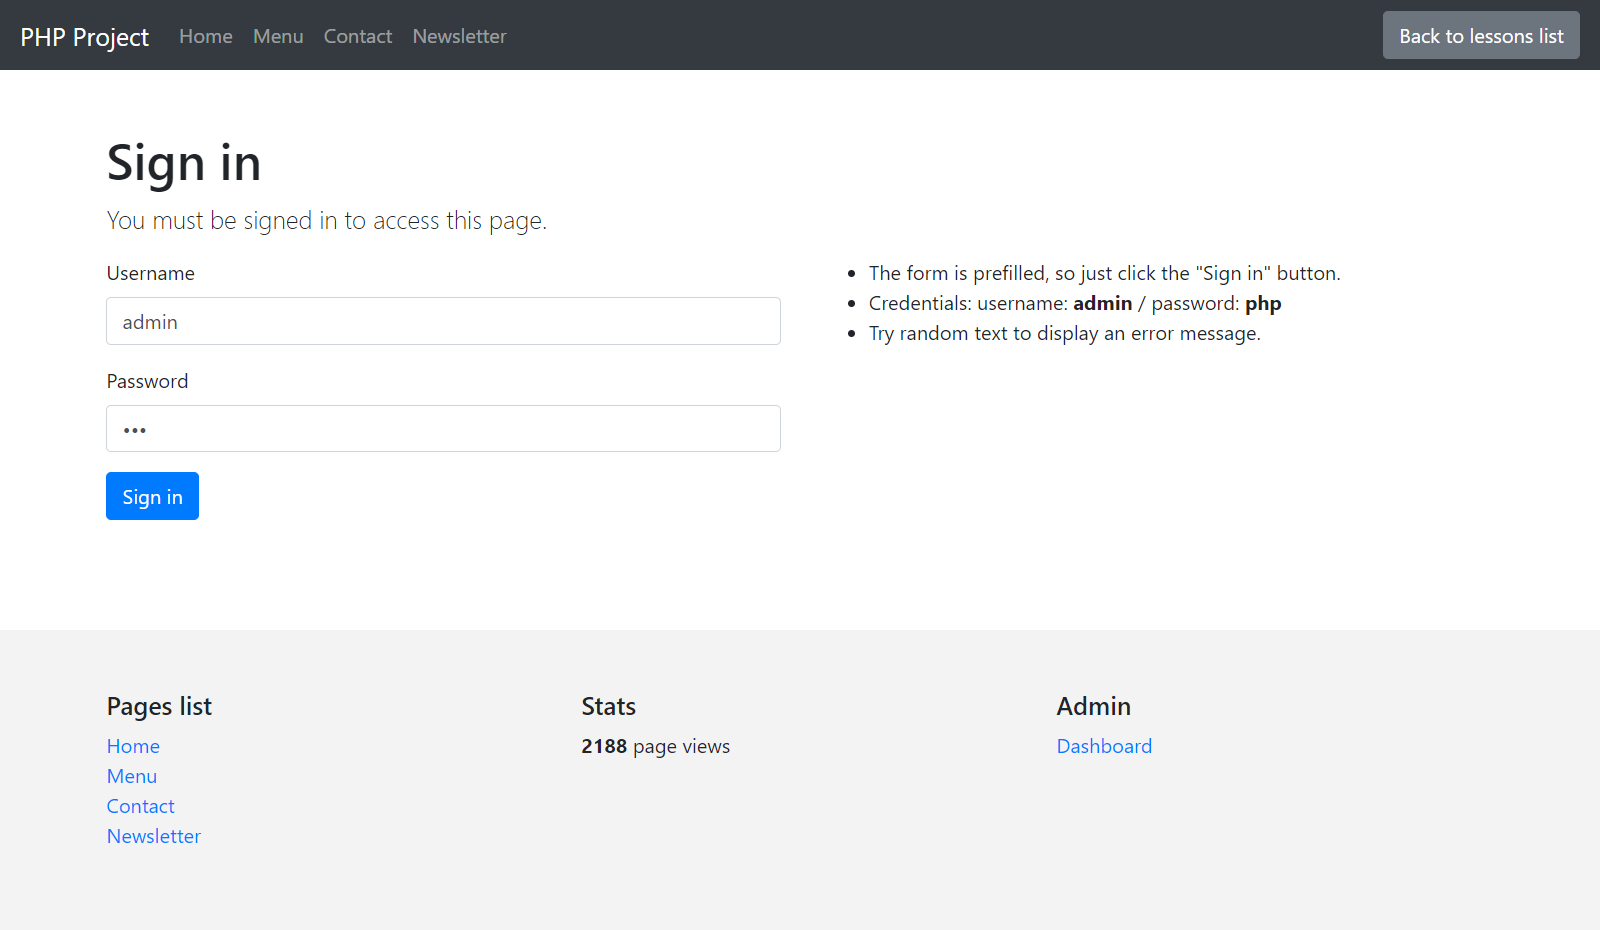 PHP Project Home Menu Contact Newsletter Back to lessons list
Sign in
You must be signed in to access this page.
Username
admin
Password
•••
Sign in
The form is prefilled, so just click the "Sign in" button.
Credentials: username: admin / password: php
Try random text to display an error message.
Pages list
Home
Menu
Contact
Newsletter
Stats
2188 page views
Admin
Dashboard